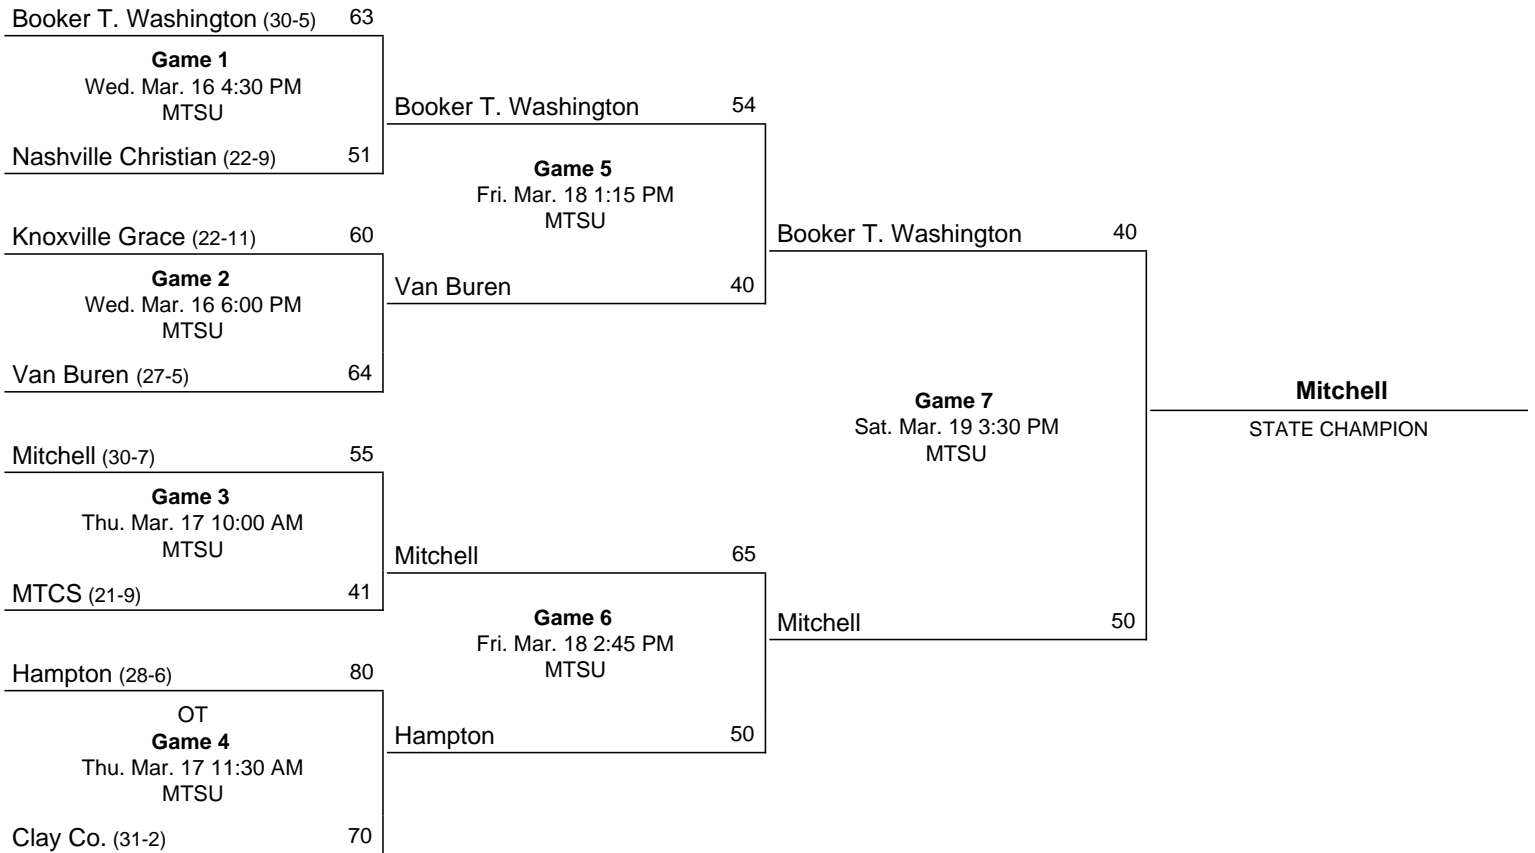 Booker T. Washington (30-5) 63
Game 1
Wed. Mar. 16 4:30 PM
MTSU
Nashville Christian (22-9) 51
Knoxville Grace (22-11) 60
Game 2
Wed. Mar. 16 6:00 PM
MTSU
Van Buren (27-5) 64
Mitchell (30-7) 55
Game 3
Thu. Mar. 17 10:00 AM
MTSU
MTCS (21-9) 41
Hampton (28-6) 80
OT
Game 4
Thu. Mar. 17 11:30 AM
MTSU
Clay Co. (31-2) 70
Booker T. Washington 54
Game 5
Fri. Mar. 18 1:15 PM
MTSU
Van Buren 40
Mitchell 65
Game 6
Fri. Mar. 18 2:45 PM
MTSU
Hampton 50
Booker T. Washington 40
Game 7
Sat. Mar. 19 3:30 PM
MTSU
Mitchell 50
Mitchell
STATE CHAMPION